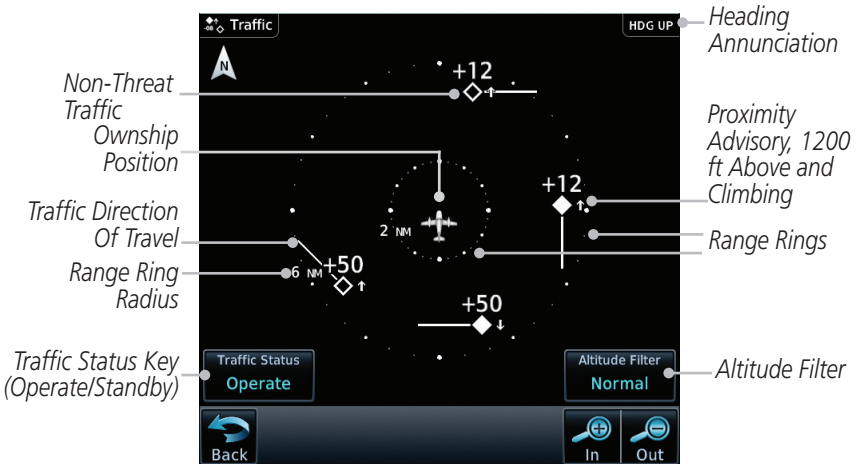 Traffic
HDG UP
Heading
Annunciation
N
+12
Non-Threat
Traffic
Ownship
Position
Proximity
Advisory, 1200
ft Above and
Climbing
+12
Traffic Direction
Of Travel
2 NM
Range Rings
Range Ring
Radius
6 NM
+50
+50
Traffic Status Key
(Operate/Standby)
Traffic Status
Operate
Altitude Filter
Normal
Altitude Filter
Back
In
Out